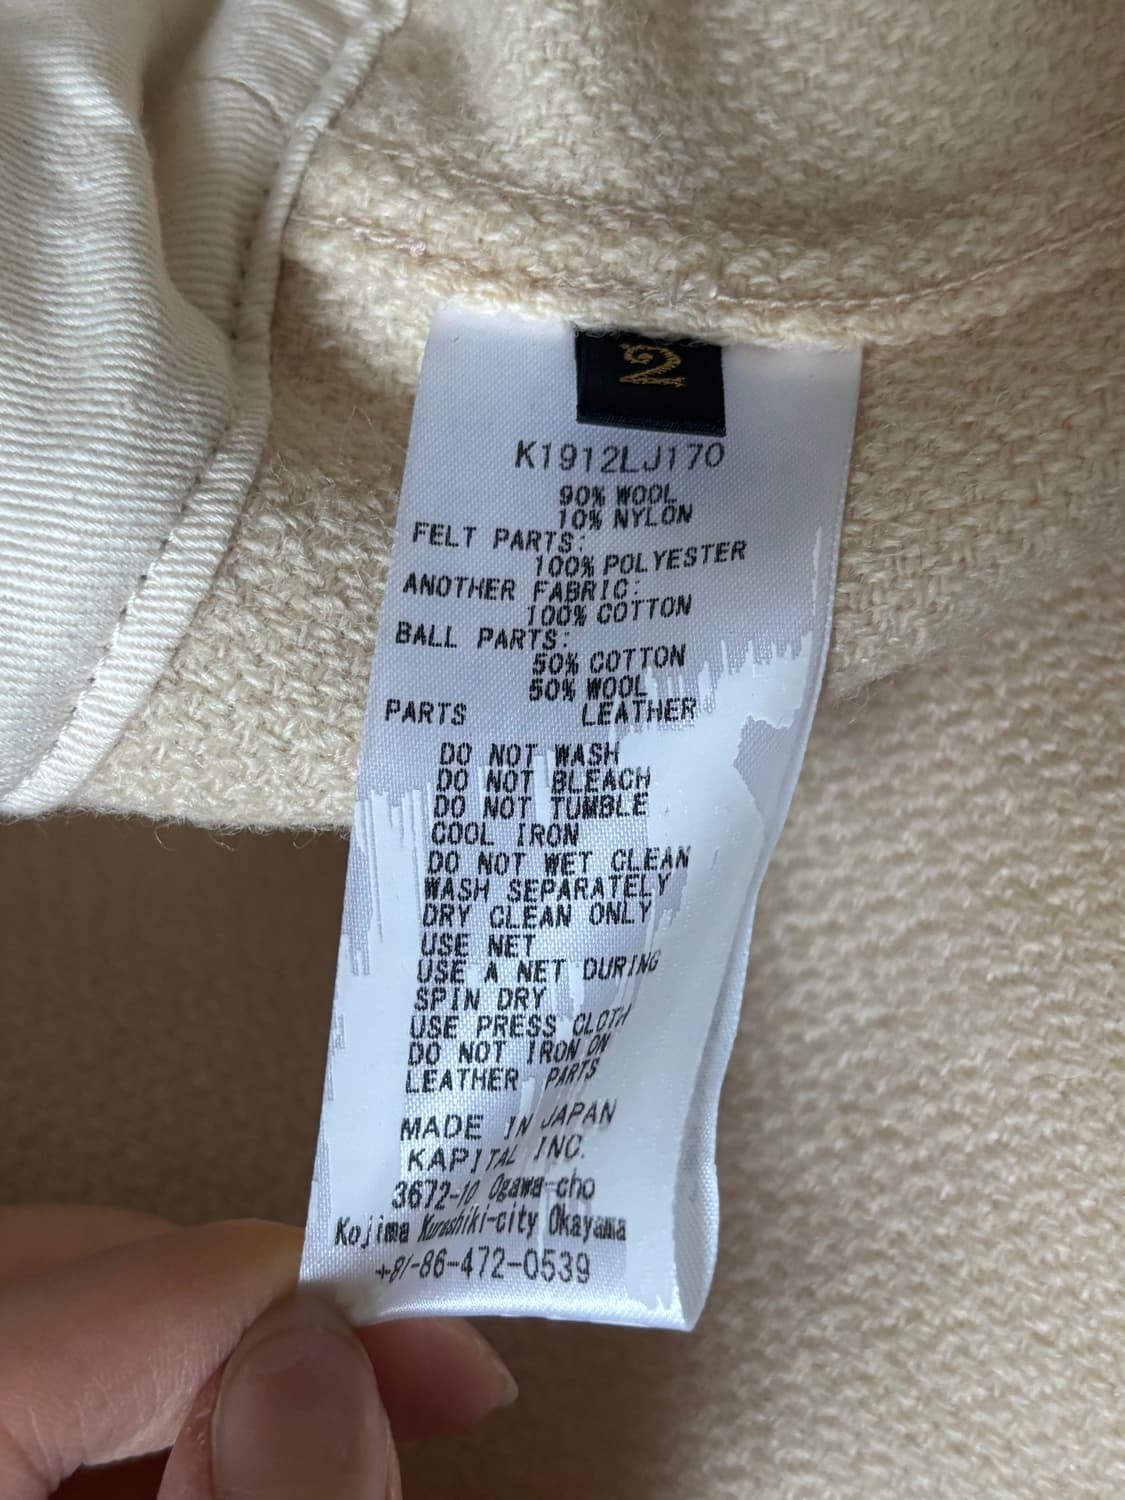 2
K1912LJ170
90% WOOL
10% NYLON
FELT PARTS:
100% POLYESTER
ANOTHER FABRIC:
100% COTTON
BALL PARTS:
50% COTTON
50% WOOL
PARTS LEATHER
DO NOT WASH
DO NOT BLEACH
DO NOT TUMBLE
COOL IRON
DO NOT WET CLEAN
WASH SEPARATELY
DRY CLEAN ONLY
USE NET
USE A NET DURING
SPIN DRY
USE PRESS CLOTH
DO NOT IRON ON
LEATHER PARTS
MADE IN JAPAN
KAPITAL INC.
3672-10 Ogawa-cho
Kojima Kurashiki-city Okayama
+81-86-472-0539